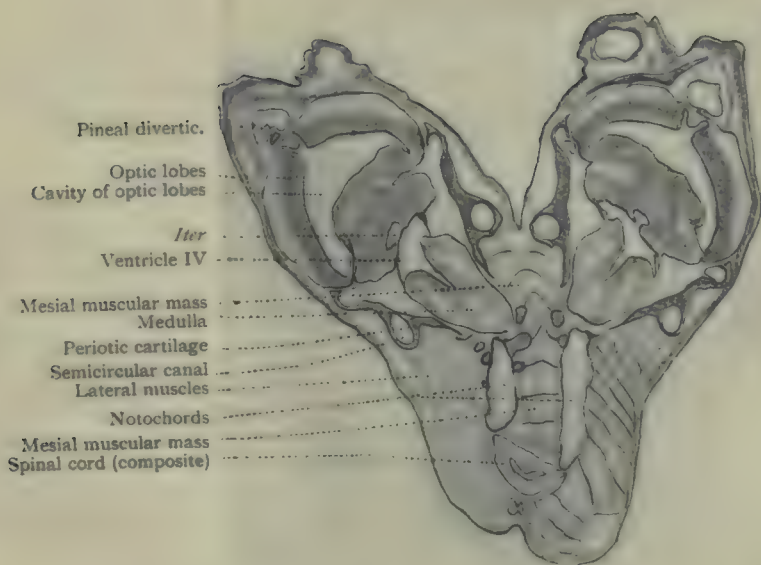 Pineal divertic.
Optic lobes
Cavity of optic lobes
Iter
Ventricle IV
Mesial muscular mass
Medulla
Periotic cartilage
Semicircular canal
Lateral muscles
Notochords
Mesial muscular mass
Spinal cord (composite)